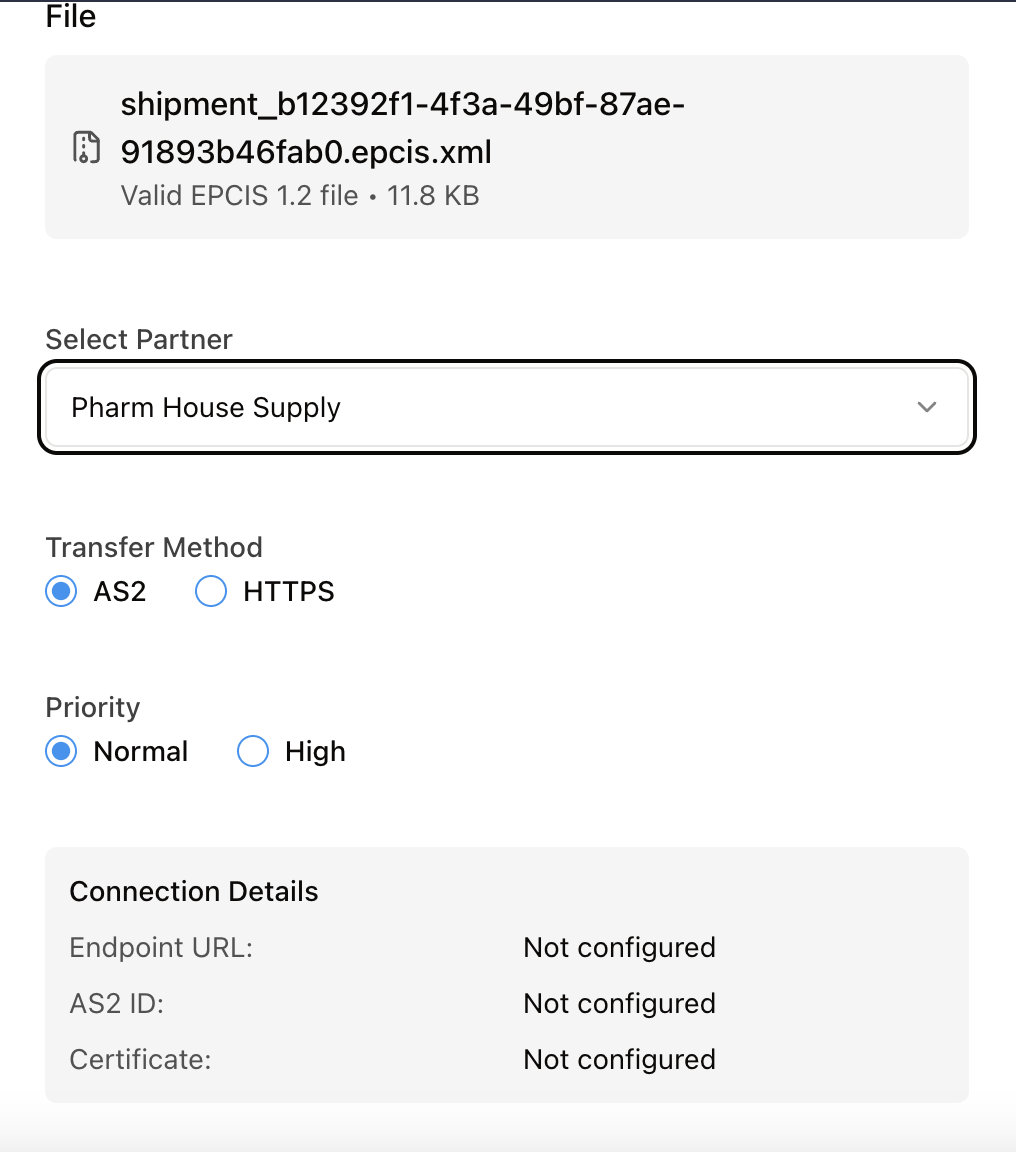 File
shipment_b12392f1-4f3a-49bf-87ae-
91893b46fab0.epcis.xml
Valid EPCIS 1.2 file • 11.8 KB
Select Partner
Pharm House Supply
Transfer Method
AS2 HTTPS
Priority
Normal High
Connection Details
Endpoint URL: Not configured
AS2 ID: Not configured
Certificate: Not configured